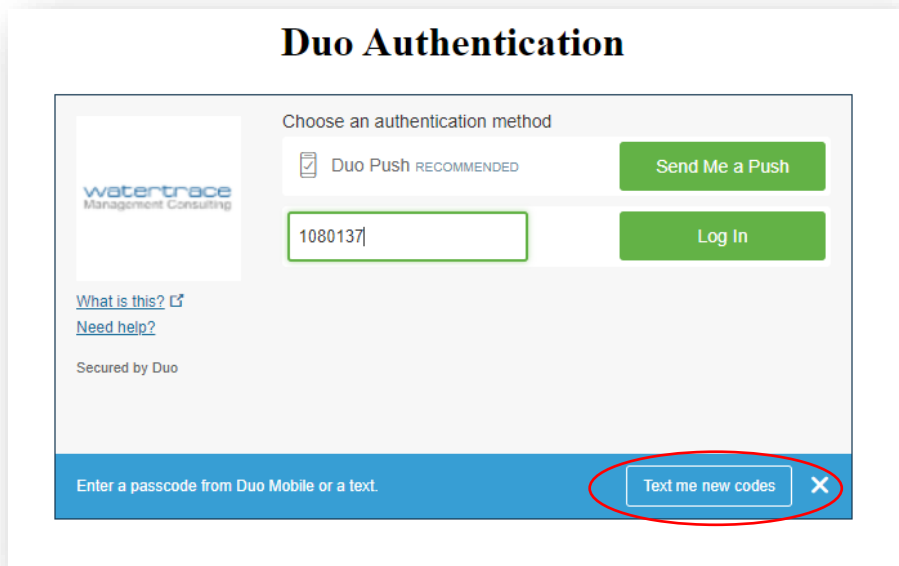 Duo Authentication
Choose an authentication method
Duo Push RECOMMENDED
Send Me a Push
watertrace
Management Consulting
1080137
Log In
What is this?
Need help?
Secured by Duo
Enter a passcode from Duo Mobile or a text.
Text me new codes